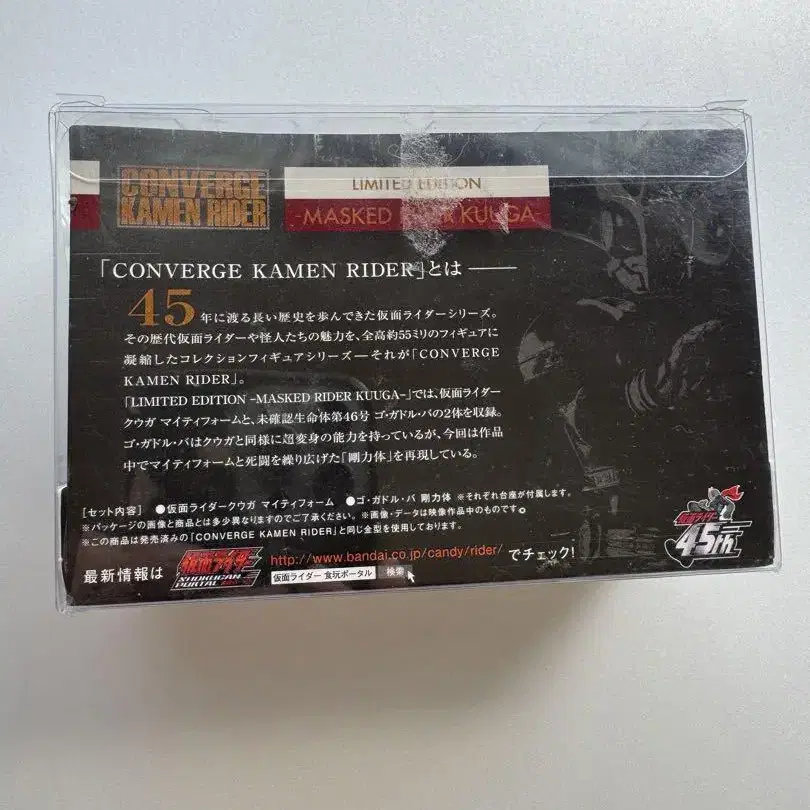 CONVERGE
KAMEN RIDER
LIMITED EDITION
-MASKED R KUUGA-
「CONVERGE KAMEN RIDER」とは ——
45年に渡る長い歴史を歩んできた仮面ライダーシリーズ。
その歴代仮面ライダーや怪人たちの魅力を、全高約55ミリのフィギュアに
凝縮したコレクションフィギュアシリーズ—それが「CONVERGE
KAMEN RIDER」。
「LIMITED EDITION -MASKED RIDER KUUGA-」では、仮面ライダー
クウガ マイティフォームと、未確認生命体第46号 ゴ・ガドル・バの2体を収録。
ゴ・ガドル・バはクウガと同様に超変身の能力を持っているが、今回は作品
中でマイティフォームと死闘を繰り広げた「剛力体」を再現している。
[セット内容] ●仮面ライダークウガ マイティフォーム ●ゴ・ガドル・バ 剛力体 ※それぞれ台座が付属します。
※パッケージの画像と商品とは多少異なりますのでご了承ください。※画像・データは映像作品中のものです。
※この商品は発売済みの「CONVERGE KAMEN RIDER」と同じ金型を使用しております。
最新情報は
仮面ライダー
SHOKUGAN
PORTAL
http://www.bandai.co.jp/candy/rider/ でチェック!
仮面ライダー 食玩ポータル 検索
仮面ライダー
45th